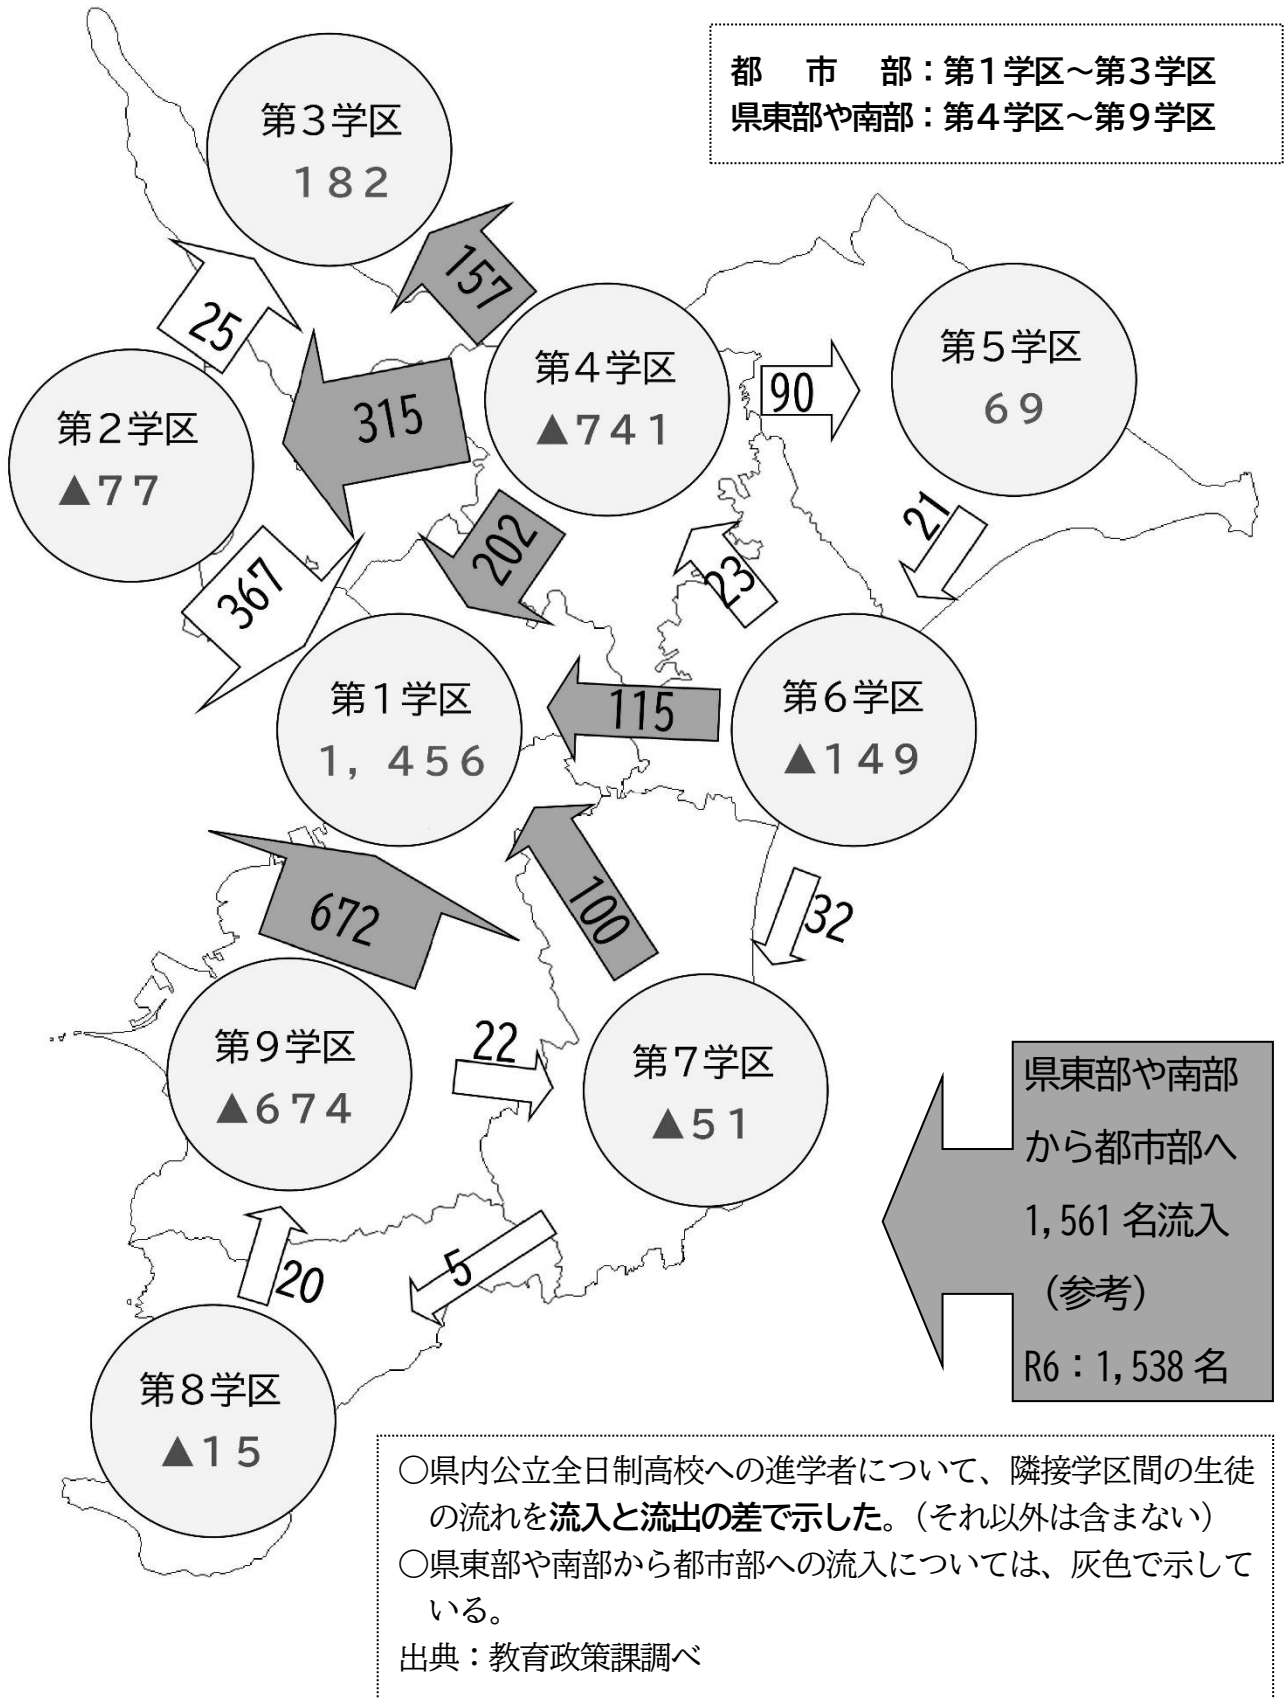 都市部：第1学区～第3学区
県東部や南部：第4学区～第9学区
第3学区
182
157
25
第4学区
▲741
第5学区
69
90
315
第2学区
▲77
21
202
23
367
第1学区
1,456
115
第6学区
▲149
672
100
32
第9学区
▲674
22
第7学区
▲51
県東部や南部
から都市部へ
1,561名流入
（参考）
R6：1,538名
20
5
第8学区
▲15
○県内公立全日制高校への進学者について、隣接学区間の生徒
の流れを流入と流出の差で示した。（それ以外は含まない）
○県東部や南部から都市部への流入については、灰色で示して
いる。
出典：教育政策課調べ